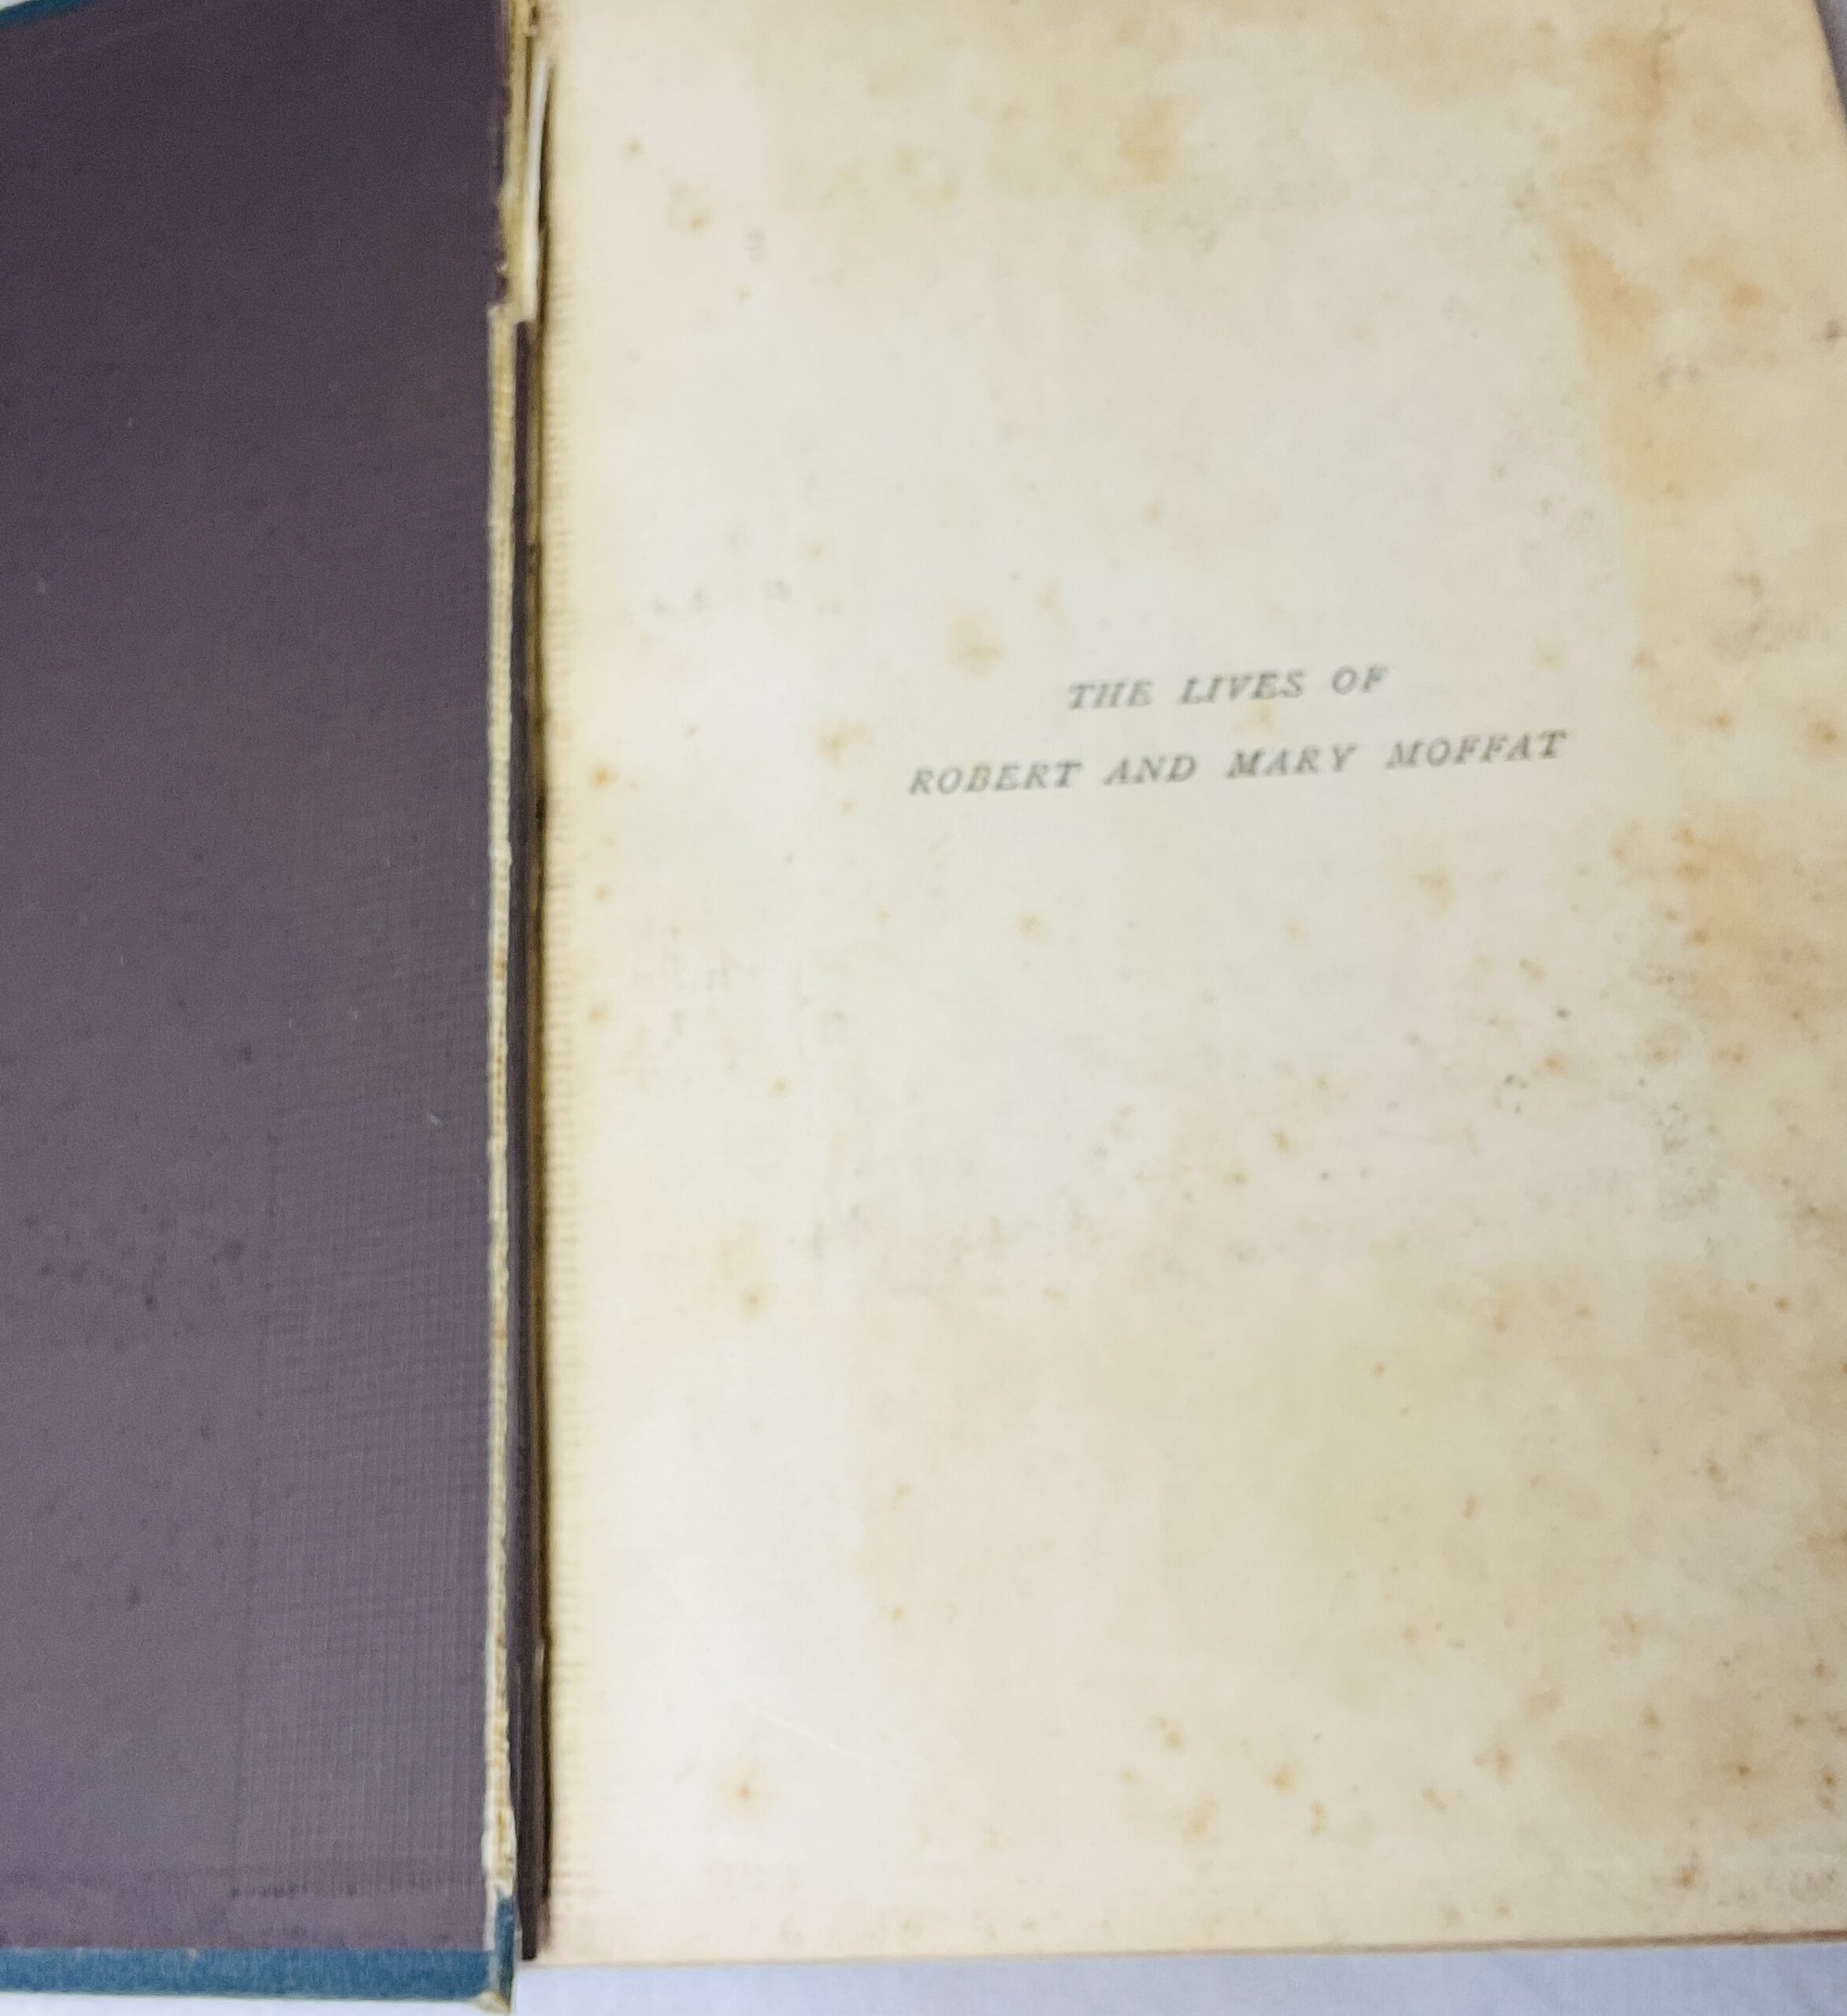 THE LIVES OF
ROBERT AND MARY MOFFAT